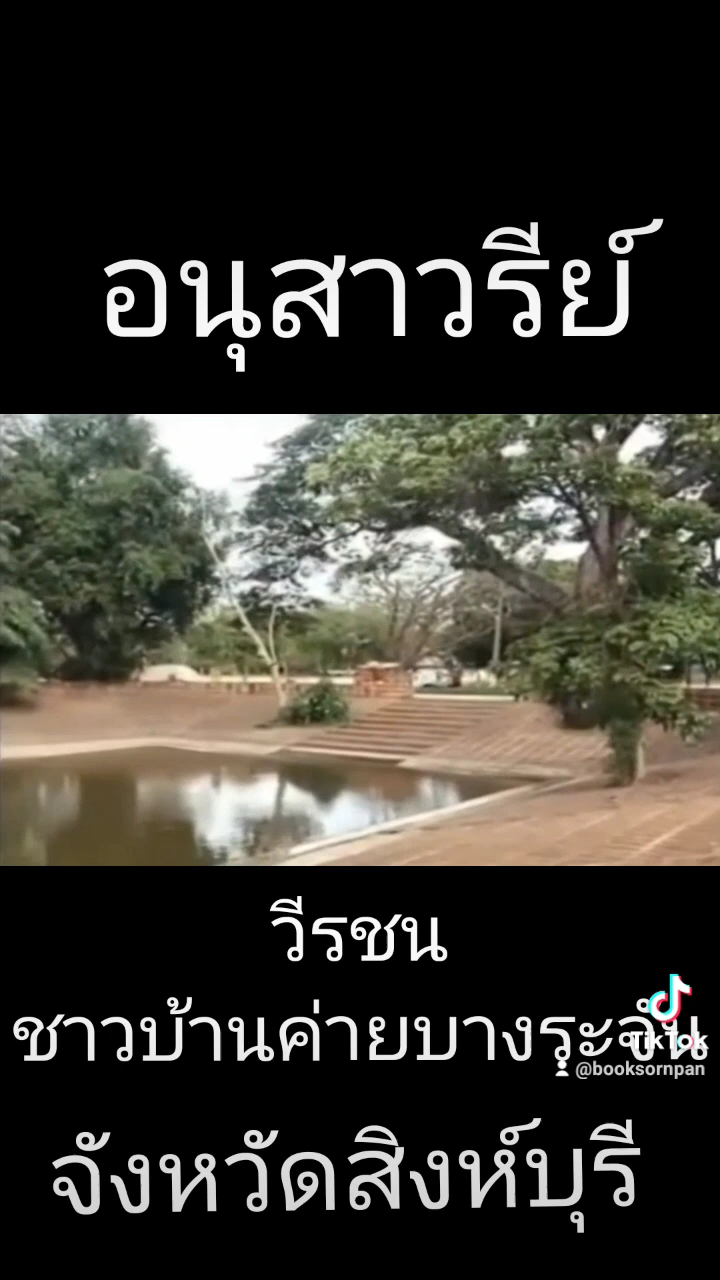 อนุสาวรีย์
วีรชน
ชาวบ้านค่ายบางระจัน
TikTok
@booksornpan
จังหวัดสิงห์บุรี